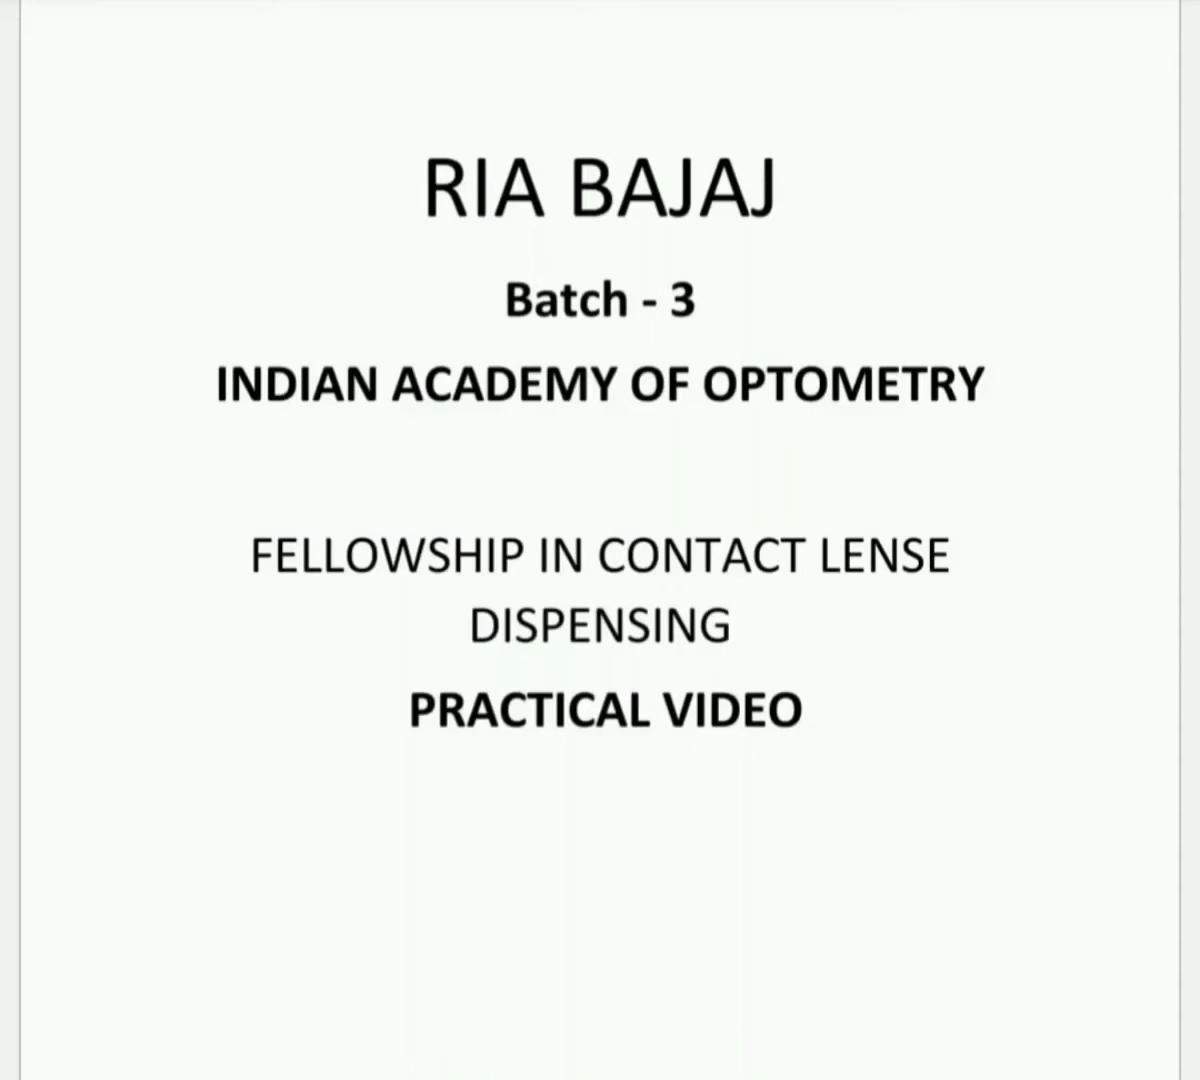 RIA BAJAJ
Batch - 3
INDIAN ACADEMY OF OPTOMETRY
FELLOWSHIP IN CONTACT LENSE
DISPENSING
PRACTICAL VIDEO